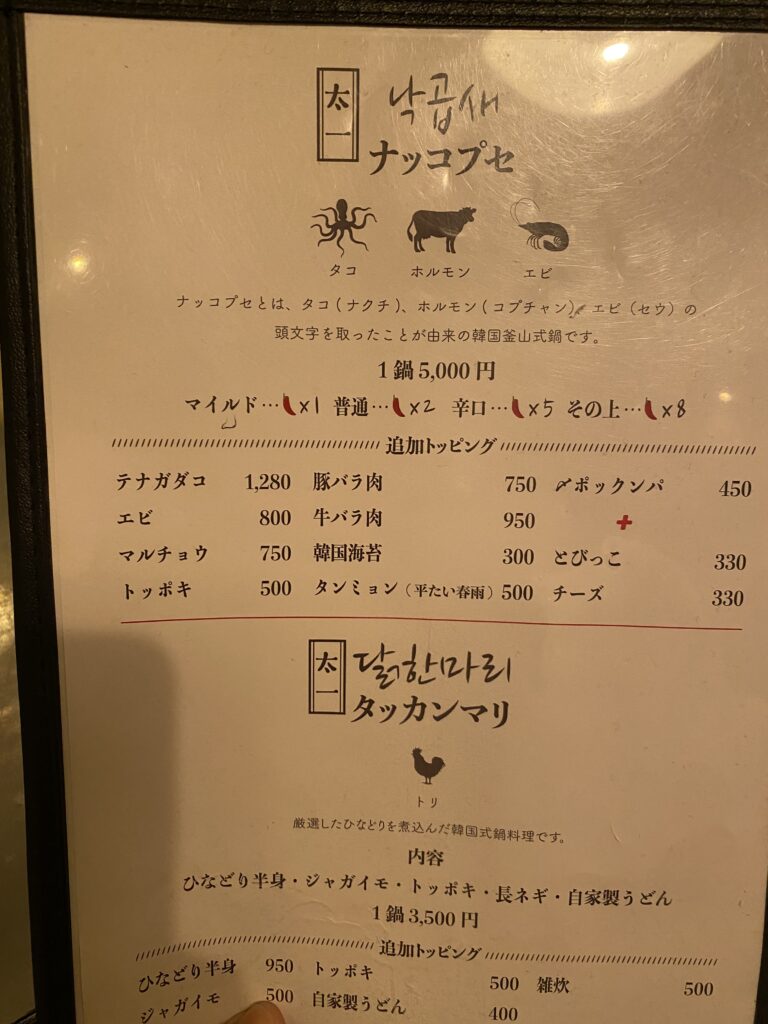 太一 낙곱새
ナッコプセ
タコ ホルモン エビ
ナッコプセとは、タコ(ナクチ)、ホルモン(コプチャン)、エビ(セウ)の
頭文字を取ったことが由来の韓国釜山式鍋です。
1鍋5,000円
マイルド…×1 普通…×2 辛口…×5 その上…×8
追加トッピング
テナガダコ 1,280 豚バラ肉 750 〆ポックンパ 450
エビ 800 牛バラ肉 950 +
マルチョウ 750 韓国海苔 300 とびっこ 330
トッポキ 500 タンミョン(平たい春雨) 500 チーズ 330
太一 닭한마리
タッカンマリ
トリ
厳選したひなどりを煮込んだ韓国式鍋料理です。
内容
ひなどり半身・ジャガイモ・トッポキ・長ネギ・自家製うどん
1鍋3,500円
追加トッピング
ひなどり半身 950 トッポキ 500 雑炊 500
ジャガイモ 500 自家製うどん 400